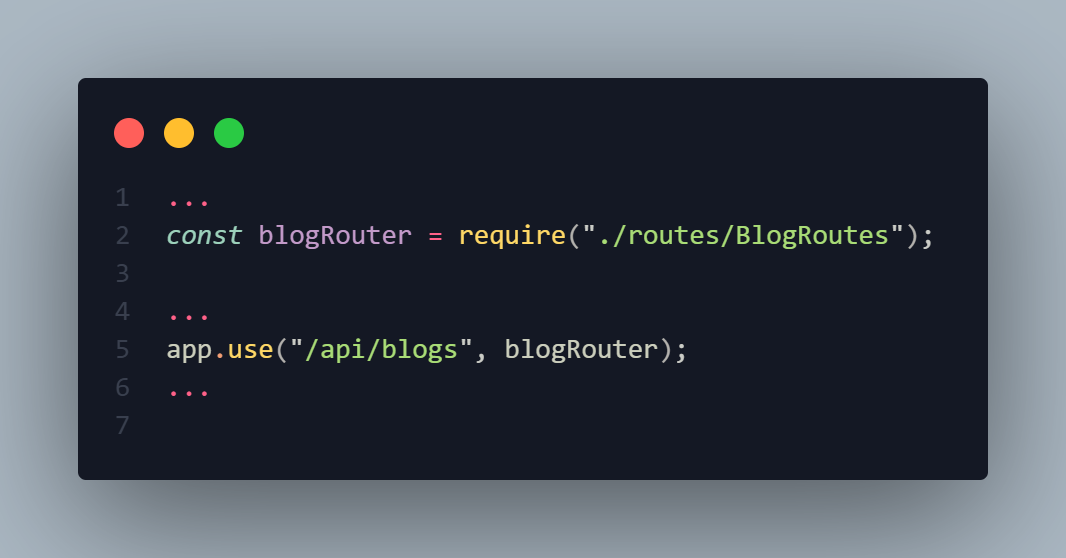 1 ...
2 const blogRouter = require("./routes/BlogRoutes");
3
4 ...
5 app.use("/api/blogs", blogRouter);
6 ...
7